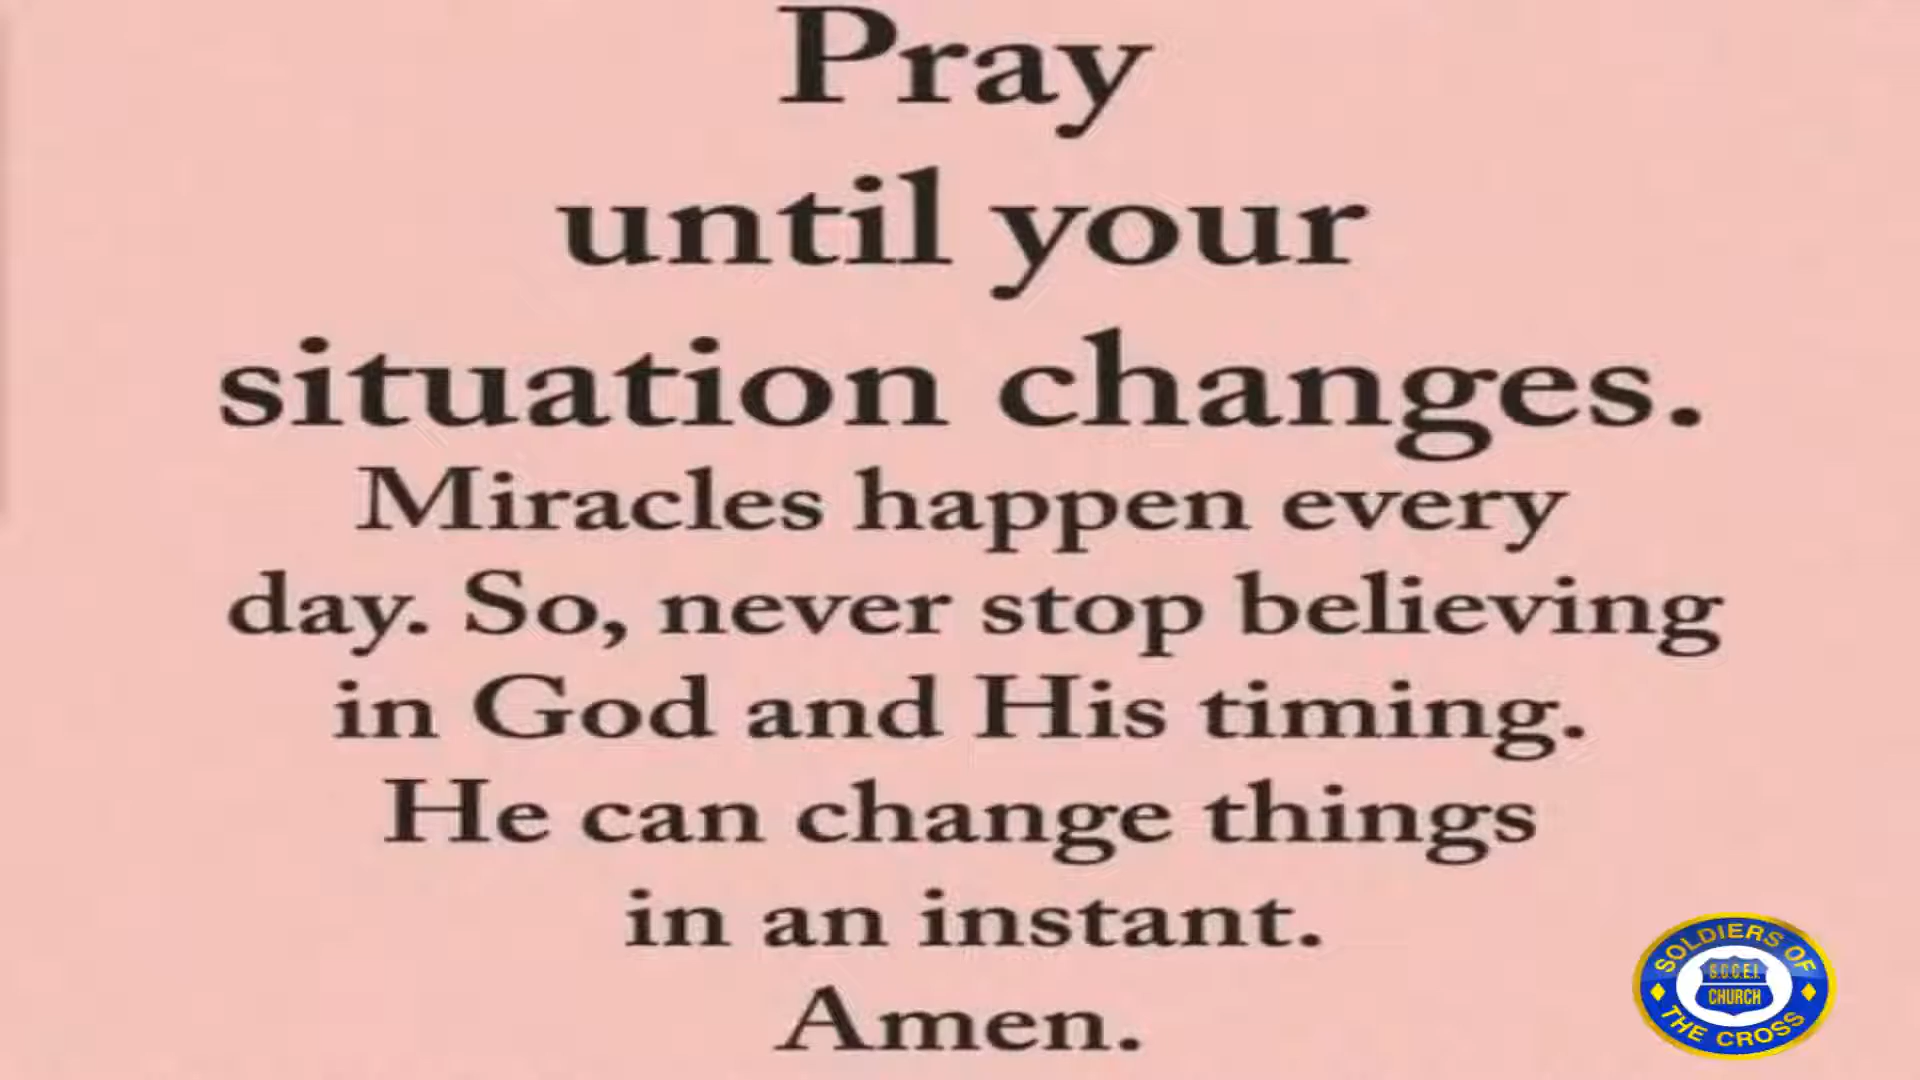 Pray
until your
situation changes.
Miracles happen every
day. So, never stop believing
in God and His timing.
He can change things
in an instant.
Amen.
SOLDIERS OF
S.O.C.E.I.
CHURCH
THE CROSS